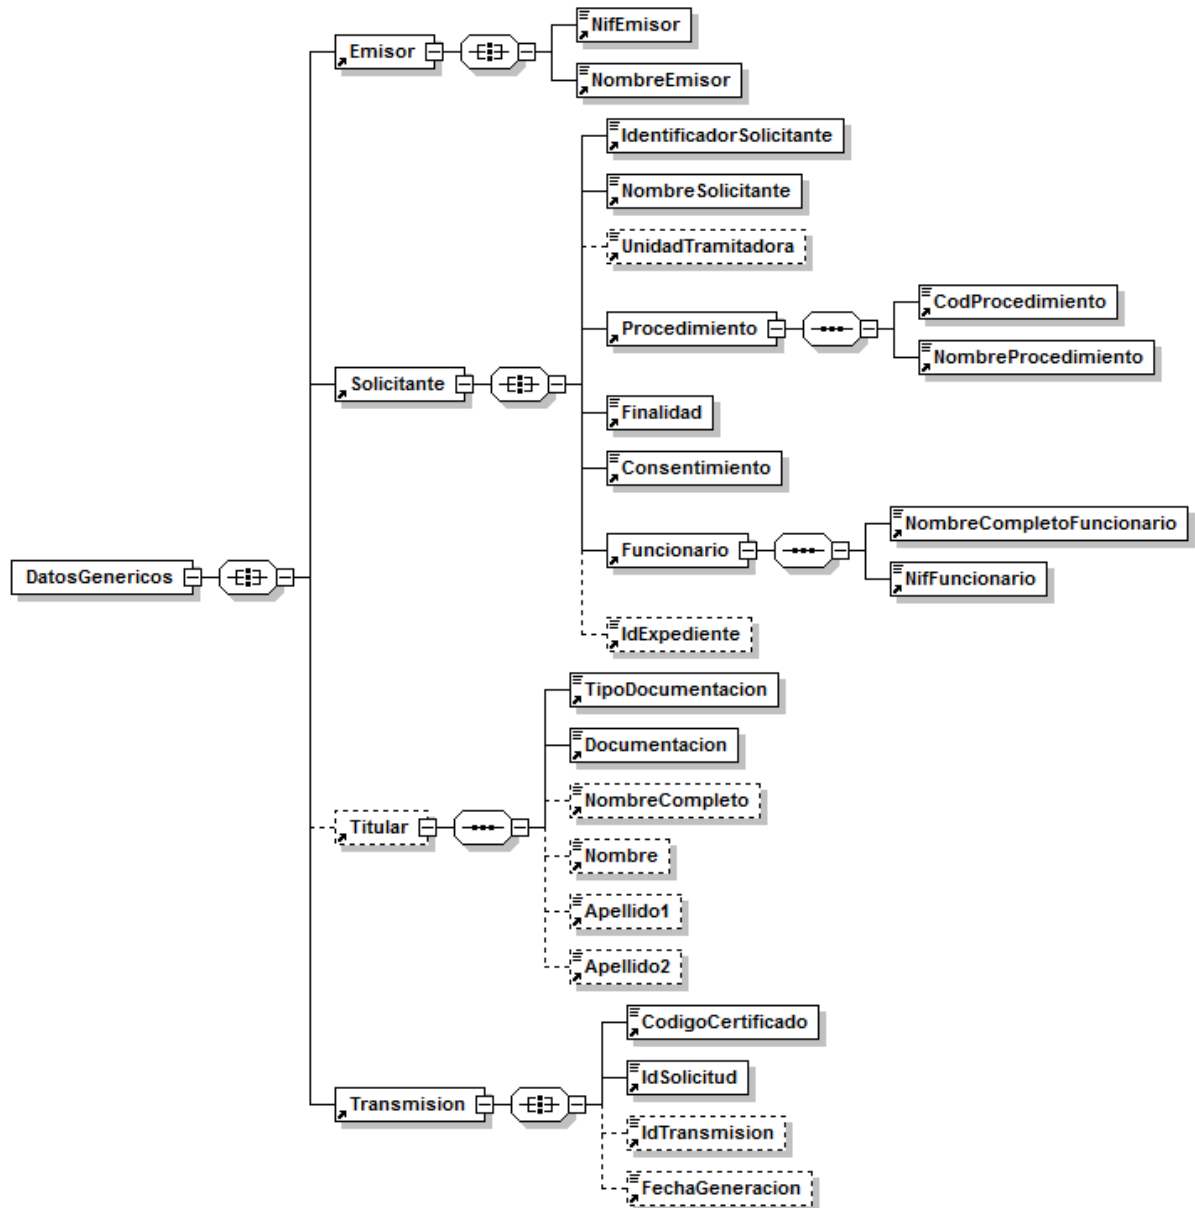 Emisor
NifEmisor
NombreEmisor
IdentificadorSolicitante
NombreSolicitante
UnidadTramitadora
Procedimiento
CodProcedimiento
NombreProcedimiento
Solicitante
Finalidad
Consentimiento
Funcionario
NombreCompletoFuncionario
NifFuncionario
DatosGenericos
IdExpediente
TipoDocumentacion
Documentacion
NombreCompleto
Titular
Nombre
Apellido1
Apellido2
CodigoCertificado
IdSolicitud
Transmision
IdTransmision
FechaGeneracion